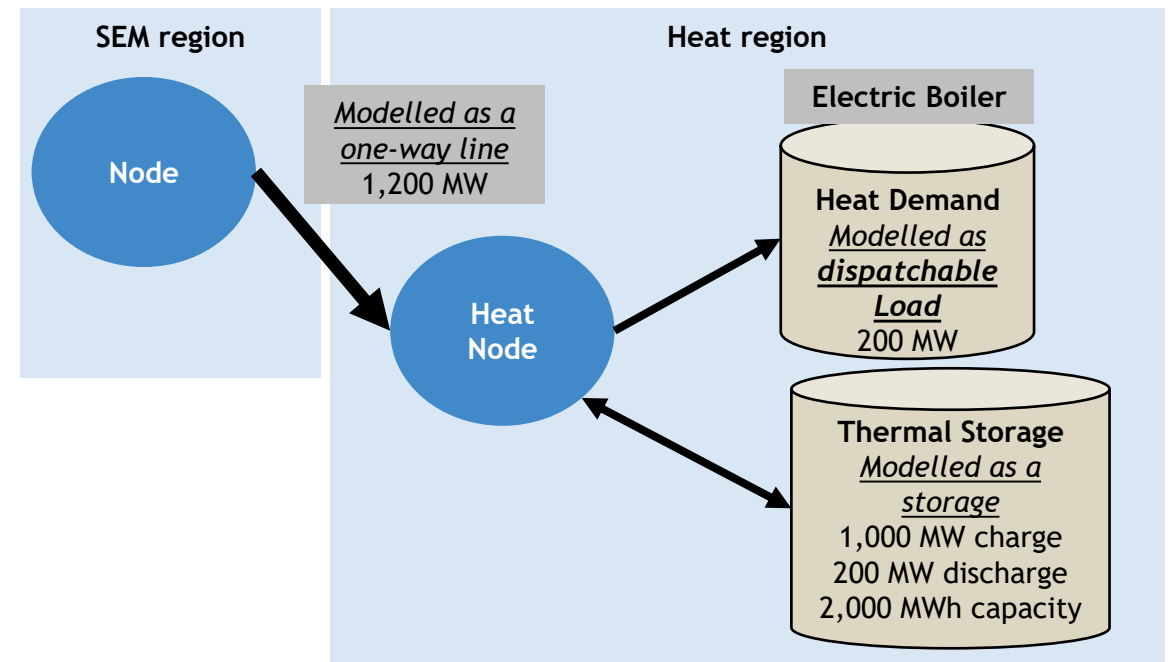 SEM region
Heat region
Node
Modelled as a
one-way line
1,200 MW
Heat
Node
Electric Boiler
Heat Demand
Modelled as
dispatchable
Load
200 MW
Thermal Storage
Modelled as a
storage
1,000 MW charge
200 MW discharge
2,000 MWh capacity